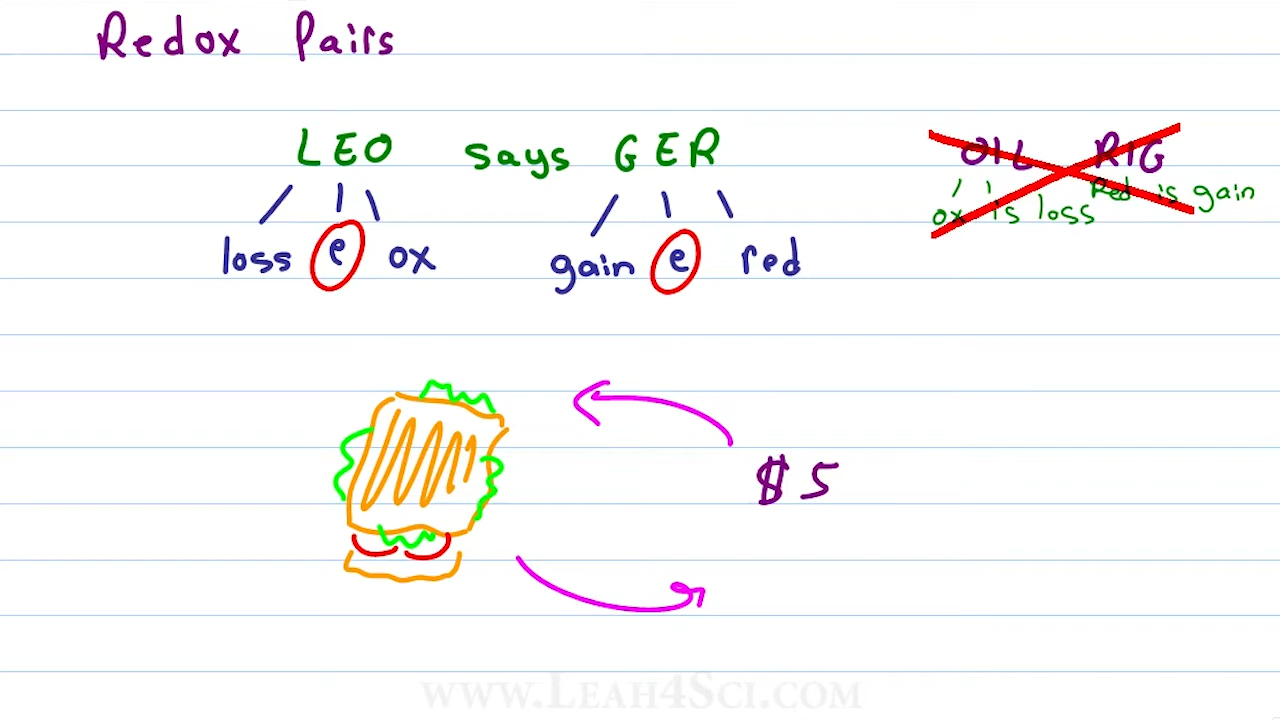 Redox Pairs
LEO says GER OIL RIG
loss e ox gain e red ox is loss Red is gain
$5
www.Leah4Sci.com